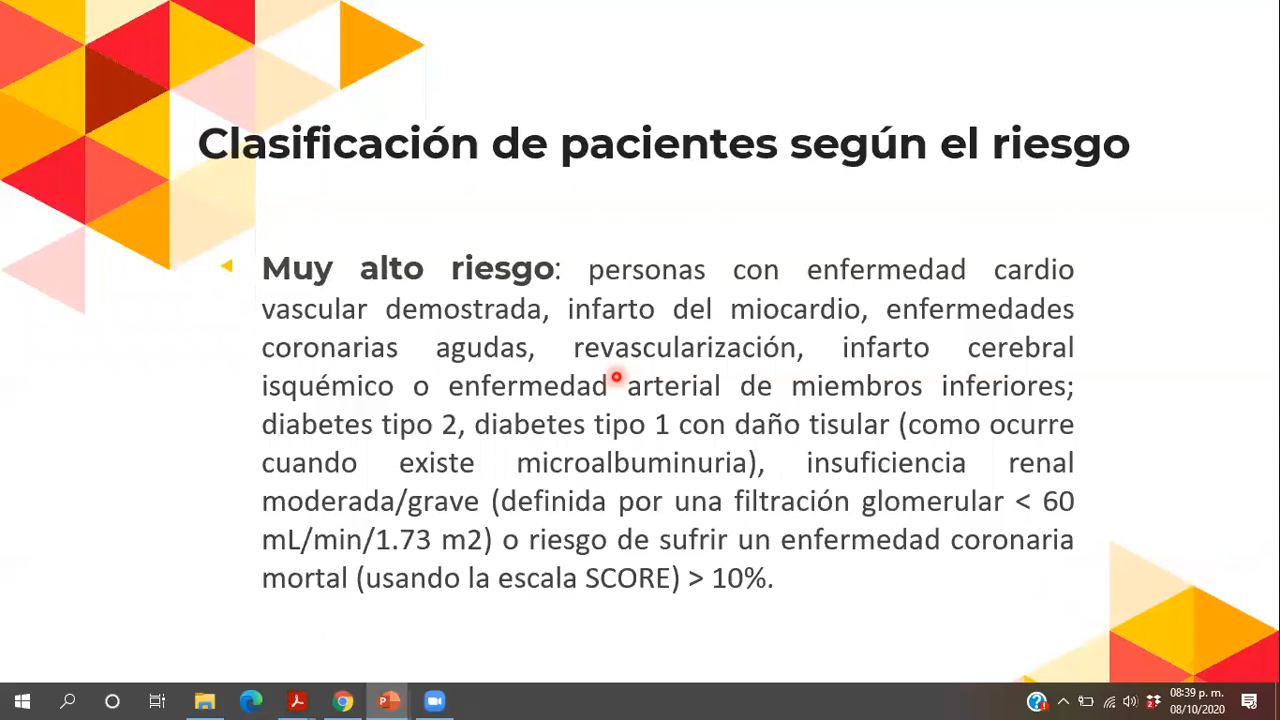 Clasificación de pacientes según el riesgo
Muy alto riesgo: personas con enfermedad cardio
vascular demostrada, infarto del miocardio, enfermedades
coronarias agudas, revascularización, infarto cerebral
isquémico o enfermedad arterial de miembros inferiores;
diabetes tipo 2, diabetes tipo 1 con daño tisular (como ocurre
cuando existe microalbuminuria), insuficiencia renal
moderada/grave (definida por una filtración glomerular < 60
mL/min/1.73 m2) o riesgo de sufrir un enfermedad coronaria
mortal (usando la escala SCORE) > 10%.
08:39 p. m.
08/10/2020